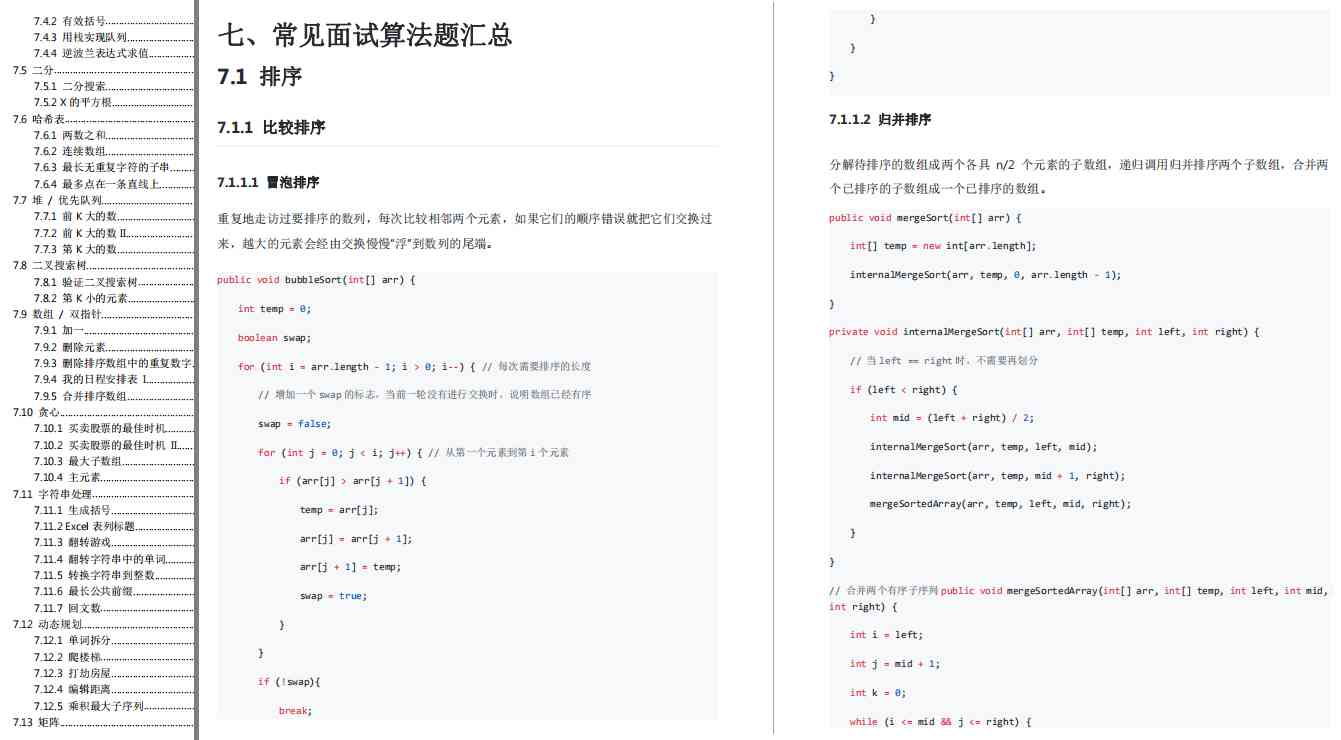 7.4.2 有效括号
7.4.3 用栈实现队列
7.4.4 逆波兰表达式求值
7.5 二分
7.5.1 二分搜索
7.5.2 X 的平方根
7.6 哈希表
7.6.1 两数之和
7.6.2 连续数组
7.6.3 最长无重复字符的子串
7.6.4 最多点在一条直线上
7.7 堆 / 优先队列
7.7.1 前 K 大的数
7.7.2 前 K 大的数 II
7.7.3 第 K 大的数
7.8 二叉搜索树
7.8.1 验证二叉搜索树
7.8.2 第 K 小的元素
7.9 数组 / 双指针
7.9.1 加一
7.9.2 删除元素
7.9.3 删除排序数组中的重复数字
7.9.4 我的日程安排表 I
7.9.5 合并排序数组
7.10 贪心
7.10.1 买卖股票的最佳时机
7.10.2 买卖股票的最佳时机 II
7.10.3 最大子数组
7.10.4 主元素
7.11 字符串处理
7.11.1 生成括号
7.11.2 Excel 表列标题
7.11.3 翻转游戏
7.11.4 翻转字符串中的单词
7.11.5 转换字符串到整数
7.11.6 最长公共前缀
7.11.7 回文数
7.12 动态规划
7.12.1 单词拆分
7.12.2 爬楼梯
7.12.3 打劫房屋
7.12.4 编辑距离
7.12.5 乘积最大子序列
7.13 矩阵
七、常见面试算法题汇总
7.1 排序
7.1.1 比较排序
7.1.1.1 冒泡排序
重复地走访过要排序的数列，每次比较相邻两个元素，如果它们的顺序错误就把它们交换过
来，越大的元素会经由交换慢慢“浮”到数列的尾端。
public void bubbleSort(int[] arr) {
int temp = 0;
boolean swap;
for (int i = arr.length - 1; i > 0; i--) { // 每次需要排序的长度
// 增加一个 swap 的标志，当前一轮没有进行交换时，说明数组已经有序
swap = false;
for (int j = 0; j < i; j++) { // 从第一个元素到第 i 个元素
if (arr[j] > arr[j + 1]) {
temp = arr[j];
arr[j] = arr[j + 1];
arr[j + 1] = temp;
swap = true;
}
}
if (!swap){
break;
}
}
}
7.1.1.2 归并排序
分解待排序的数组成两个各具 n/2 个元素的子数组，递归调用归并排序两个子数组，合并两
个已排序的子数组成一个已排序的数组。
public void mergeSort(int[] arr) {
int[] temp = new int[arr.length];
internalMergeSort(arr, temp, 0, arr.length - 1);
}
private void internalMergeSort(int[] arr, int[] temp, int left, int right) {
// 当 left == right 时，不需要再划分
if (left < right) {
int mid = (left + right) / 2;
internalMergeSort(arr, temp, left, mid);
internalMergeSort(arr, temp, mid + 1, right);
mergeSortedArray(arr, temp, left, mid, right);
}
}
// 合并两个有序子序列 public void mergeSortedArray(int[] arr, int[] temp, int left, int mid,
int right) {
int i = left;
int j = mid + 1;
int k = 0;
while (i <= mid && j <= right) {